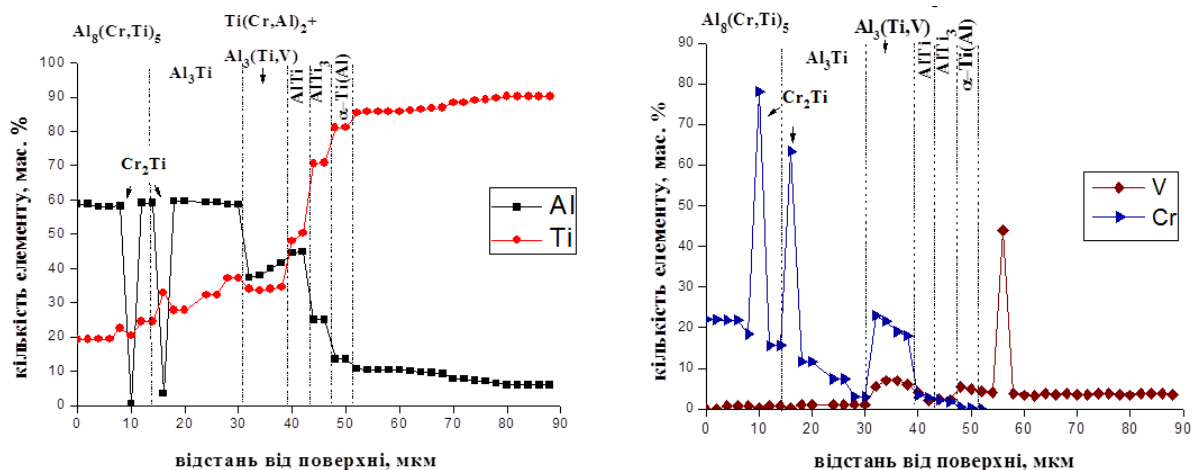 Al₈(Cr,Ti)₅
Ti(Cr,Al)₂+
Al₃(Ti,V)
Al₃Ti
AlTi
AlTi₃
α–Ti(Al)
Cr₂Ti
100
90
80
70
60
50
40
30
20
10
0
кількість елементу, мас. %
Al
Ti
0 10 20 30 40 50 60 70 80 90
відстань від поверхні, мкм
Al₈(Cr,Ti)₅
Al₃(Ti,V)
Al₃Ti
AlTi
AlTi₃
α–Ti(Al)
Cr₂Ti
90
80
70
60
50
40
30
20
10
0
кількість елементу, мас. %
V
Cr
0 10 20 30 40 50 60 70 80 90
відстань від поверхні, мкм